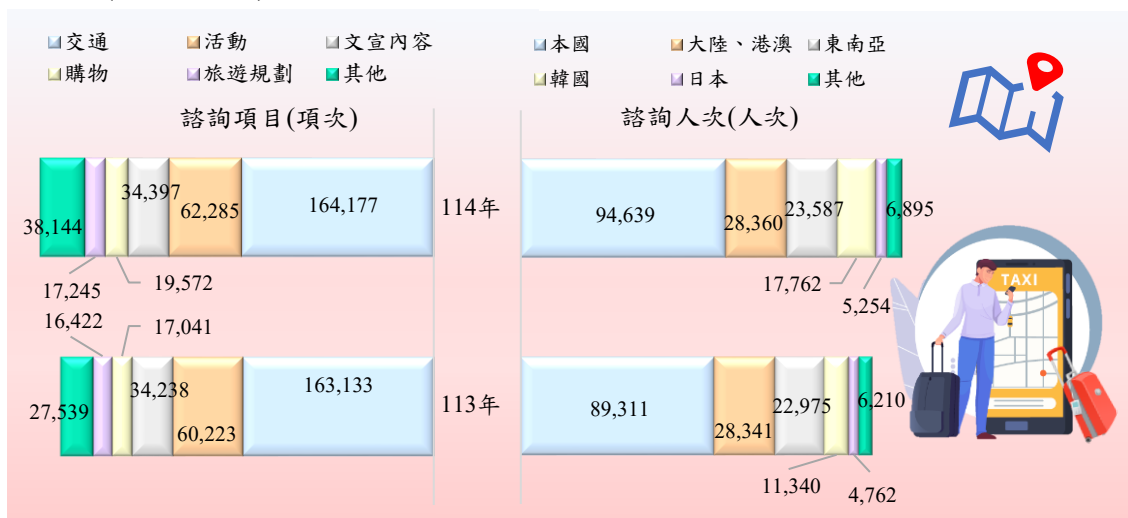 交通 活動 文宣內容
購物 旅遊規劃 其他
本國 大陸、港澳 東南亞
韓國 日本 其他
諮詢項目(項次)
諮詢人次(人次)
38,144 34,397 62,285 164,177
17,245 19,572
114年
94,639 28,360 23,587 6,895
17,762 5,254
16,422 17,041
27,539 34,238 60,223 163,133
113年
89,311 28,341 22,975 6,210
11,340 4,762
TAXI